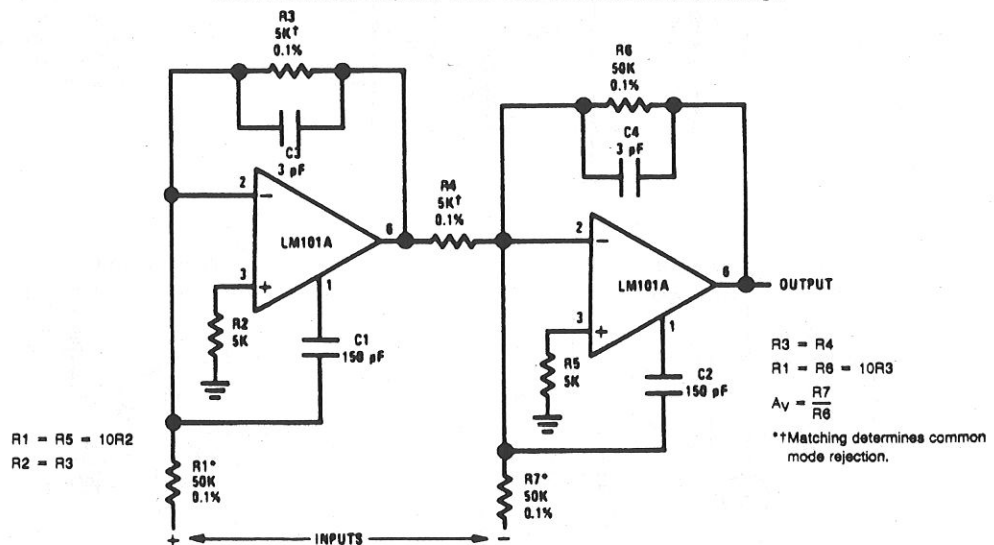 R3
5K†
0.1%
C3
3 pF
2
−
LM101A
6
3
+
1
R2
5K
C1
150 pF
R1 = R5 = 10R2
R2 = R3
R1*
50K
0.1%
+
INPUTS
−
R4
5K†
0.1%
R6
50K
0.1%
C4
3 pF
2
−
LM101A
6
OUTPUT
3
+
1
R5
5K
C2
150 pF
R7*
50K
0.1%
R3 = R4
R1 = R6 = 10R3
AV = R7
R6
*†Matching determines common
mode rejection.